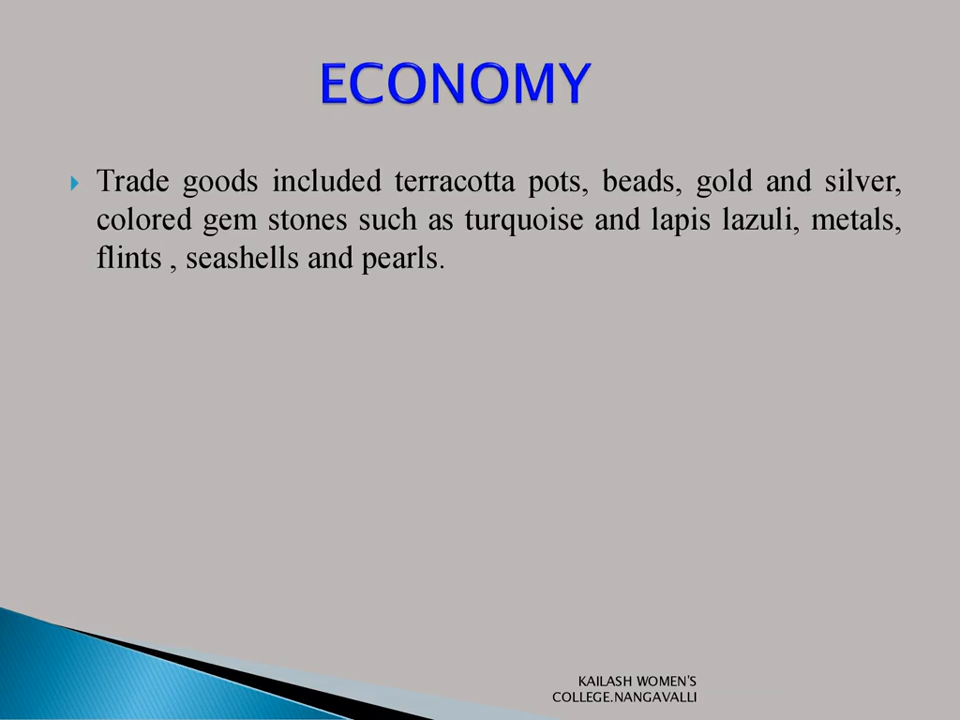 ECONOMY
Trade goods included terracotta pots, beads, gold and silver,
colored gem stones such as turquoise and lapis lazuli, metals,
flints , seashells and pearls.
KAILASH WOMEN'S
COLLEGE.NANGAVALLI